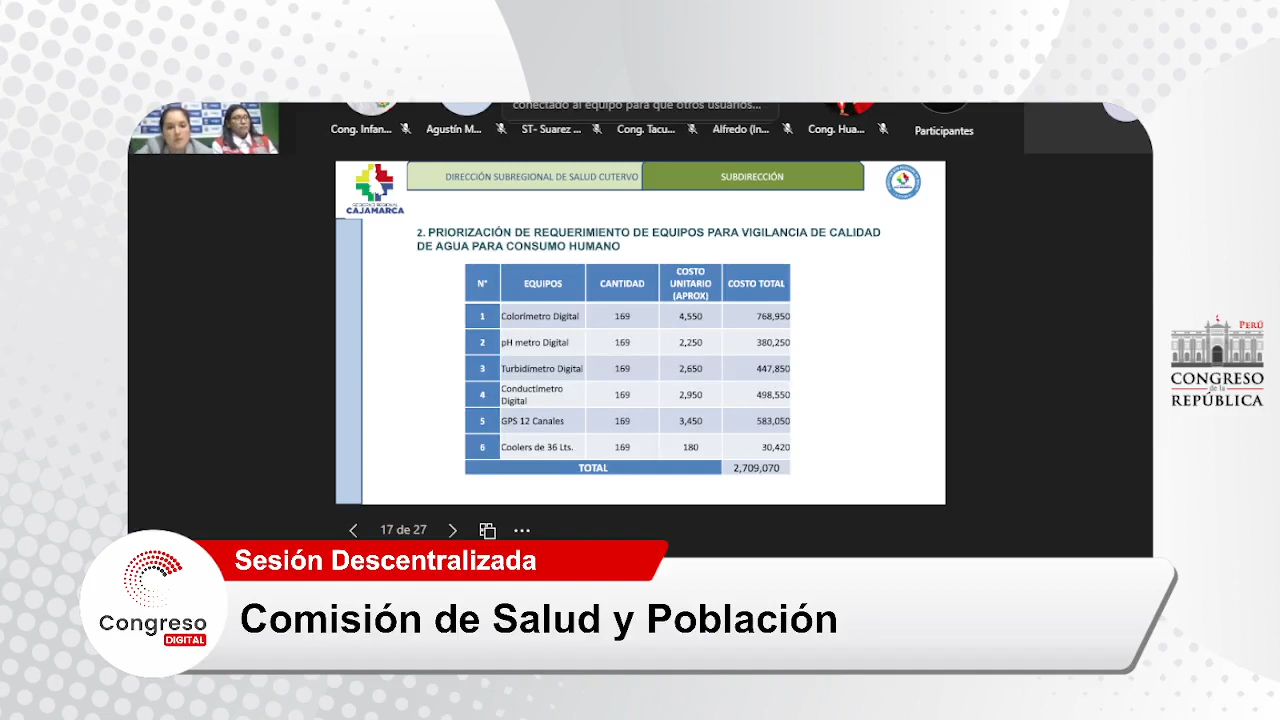 conectado al equipo para que otros usuarios...
Cong. Infan...
Agustín M...
ST- Suarez ...
Cong. Tacu...
Alfredo (In...
Cong. Hua...
Participantes
GOBIERNO REGIONAL
CAJAMARCA
DIRECCIÓN SUBREGIONAL DE SALUD CUTERVO
SUBDIRECCIÓN
2. PRIORIZACIÓN DE REQUERIMIENTO DE EQUIPOS PARA VIGILANCIA DE CALIDAD
DE AGUA PARA CONSUMO HUMANO
N° EQUIPOS CANTIDAD COSTO UNITARIO (APROX) COSTO TOTAL
1 Colorímetro Digital 169 4,550 768,950
2 pH metro Digital 169 2,250 380,250
3 Turbidímetro Digital 169 2,650 447,850
4 Conductímetro Digital 169 2,950 498,550
5 GPS 12 Canales 169 3,450 583,050
6 Coolers de 36 Lts. 169 180 30,420
TOTAL 2,709,070
17 de 27
PERÚ
CONGRESO
de la
REPÚBLICA
Sesión Descentralizada
Comisión de Salud y Población
Congreso
DIGITAL